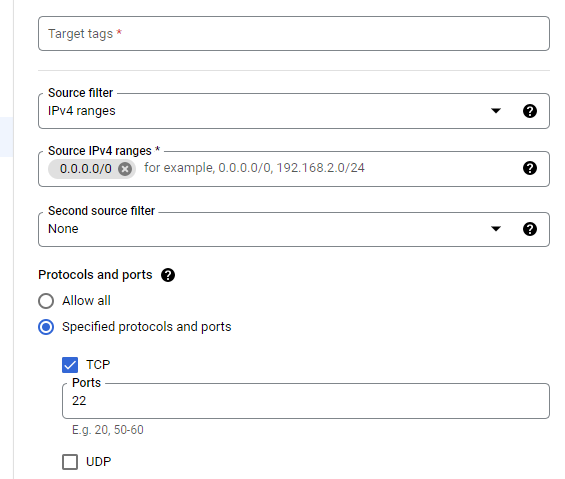 Target tags *
Source filter
IPv4 ranges
Source IPv4 ranges *
0.0.0.0/0 for example, 0.0.0.0/0, 192.168.2.0/24
Second source filter
None
Protocols and ports
Allow all
Specified protocols and ports
TCP
Ports
22
E.g. 20, 50-60
UDP